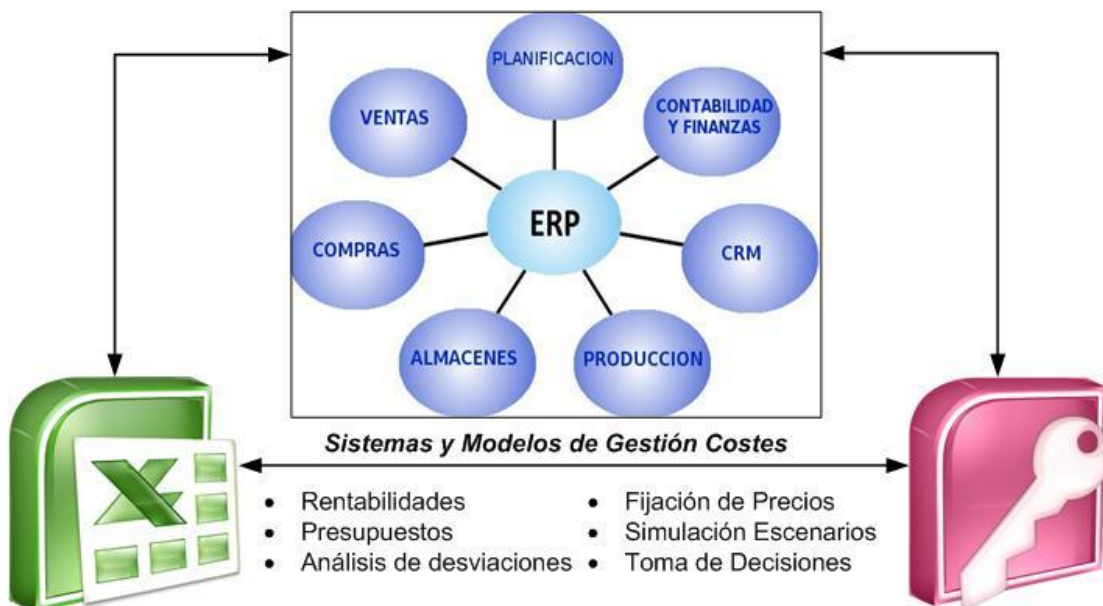 PLANIFICACION
VENTAS
CONTABILIDAD
Y FINANZAS
ERP
COMPRAS
CRM
ALMACENES
PRODUCCION
Sistemas y Modelos de Gestión Costes
• Rentabilidades
• Presupuestos
• Análisis de desviaciones
• Fijación de Precios
• Simulación Escenarios
• Toma de Decisiones